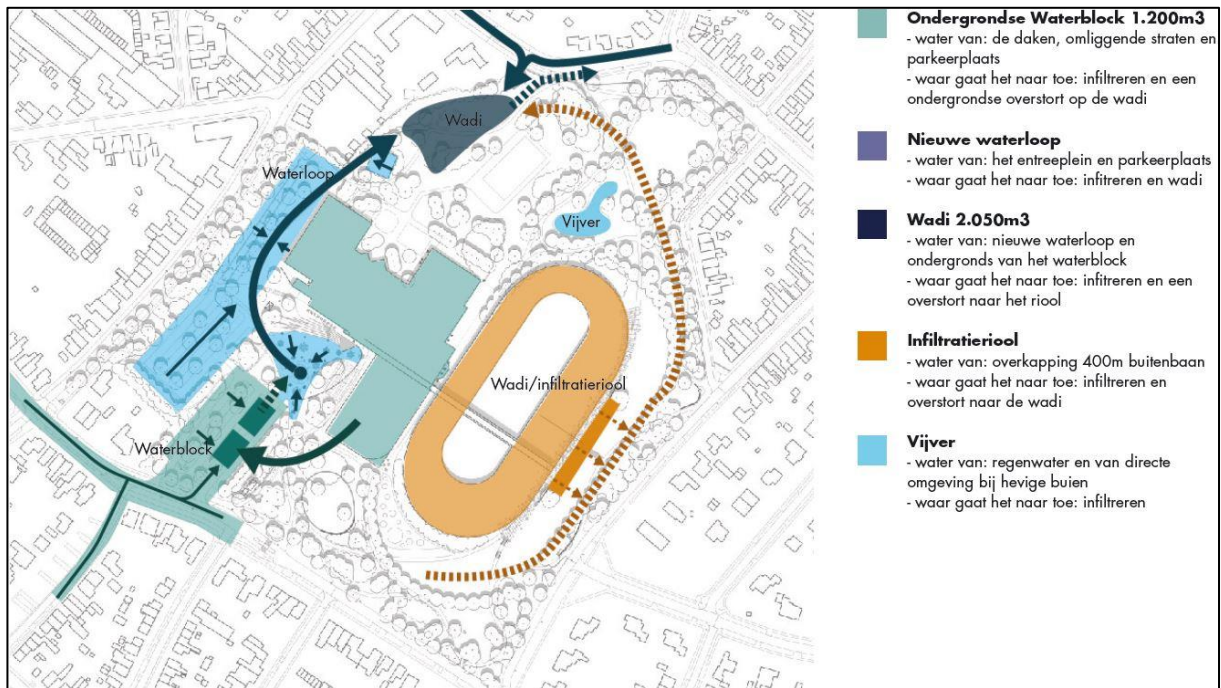 Wadi
Waterloop
Vijver
Wadi/infiltratieriool
Waterblock
Ondergrondse Waterblock 1.200m3
- water van: de daken, omliggende straten en
parkeerplaats
- waar gaat het naar toe: infiltreren en een
ondergrondse overstort op de wadi
Nieuwe waterloop
- water van: het entreeplein en parkeerplaats
- waar gaat het naar toe: infitreren en wadi
Wadi 2.050m3
- water van: nieuwe waterloop en
ondergronds van het waterblock
- waar gaat het naar toe: infitreren en een
overstort naar het riool
Infiltratieriool
- water van: overkapping 400m buitenbaan
- waar gaat het naar toe: infiltreren en
overstort naar de wadi
Vijver
- water van: regenwater en van directe
omgeving bij hevige buien
- waar gaat het naar toe: infiltreren